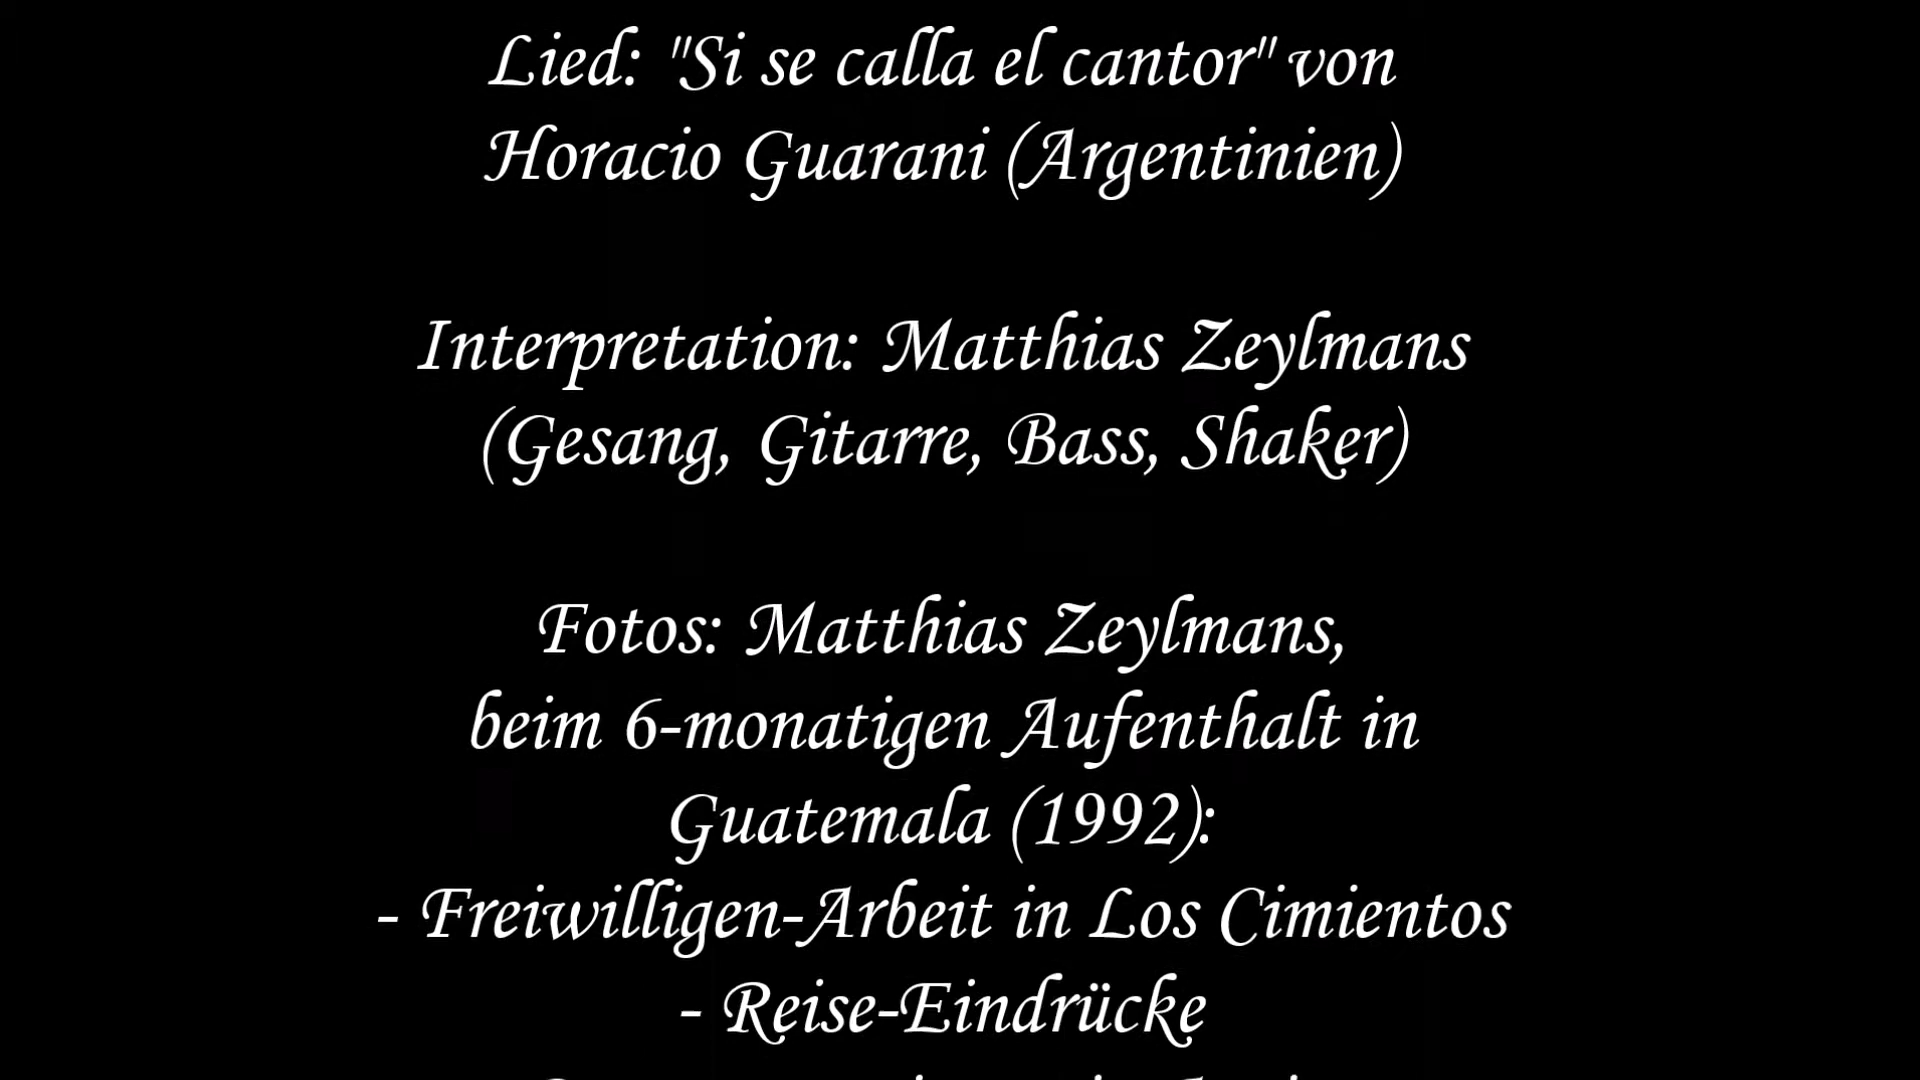 Lied: "Si se calla el cantor" von
Horacio Guarani (Argentinien)
Interpretation: Matthias Zeylmans
(Gesang, Gitarre, Bass, Shaker)
Fotos: Matthias Zeylmans,
beim 6-monatigen Aufenthalt in
Guatemala (1992):
- Freiwilligen-Arbeit in Los Cimientos
- Reise-Eindrücke